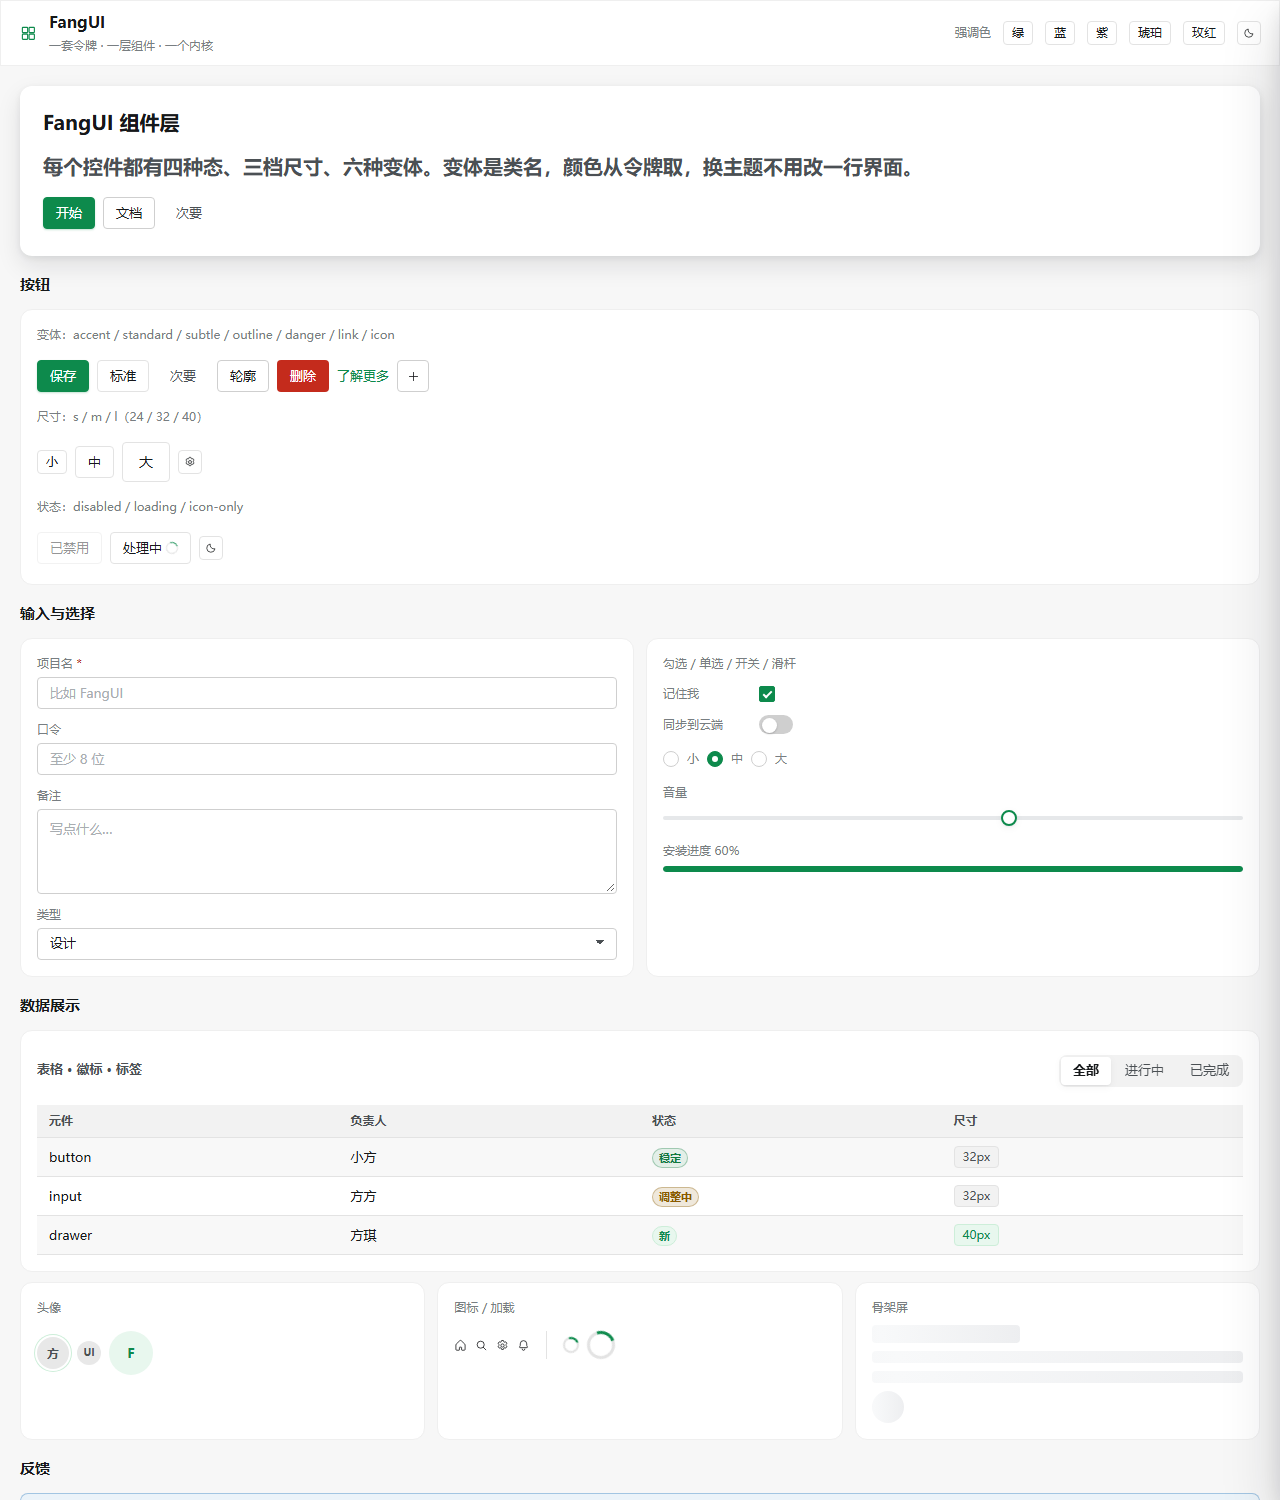 FangUI
一套令牌 · 一层组件 · 一个内核
强调色 绿 蓝 紫 琥珀 玫红
FangUI 组件层
每个控件都有四种态、三档尺寸、六种变体。变体是类名，颜色从令牌取，换主题不用改一行界面。
开始 文档 次要
按钮
变体：accent / standard / subtle / outline / danger / link / icon
保存 标准 次要 轮廓 删除 了解更多
尺寸：s / m / l（24 / 32 / 40）
小 中 大
状态：disabled / loading / icon-only
已禁用 处理中
输入与选择
项目名 *
比如 FangUI
口令
至少 8 位
备注
写点什么...
类型
设计
勾选 / 单选 / 开关 / 滑杆
记住我
同步到云端
小 中 大
音量
安装进度 60%
数据展示
表格 • 徽标 • 标签
全部 进行中 已完成
元件 负责人 状态 尺寸
button 小方 稳定 32px
input 方方 调整中 32px
drawer 方琪 新 40px
头像
方 UI F
图标 / 加载
骨架屏
反馈